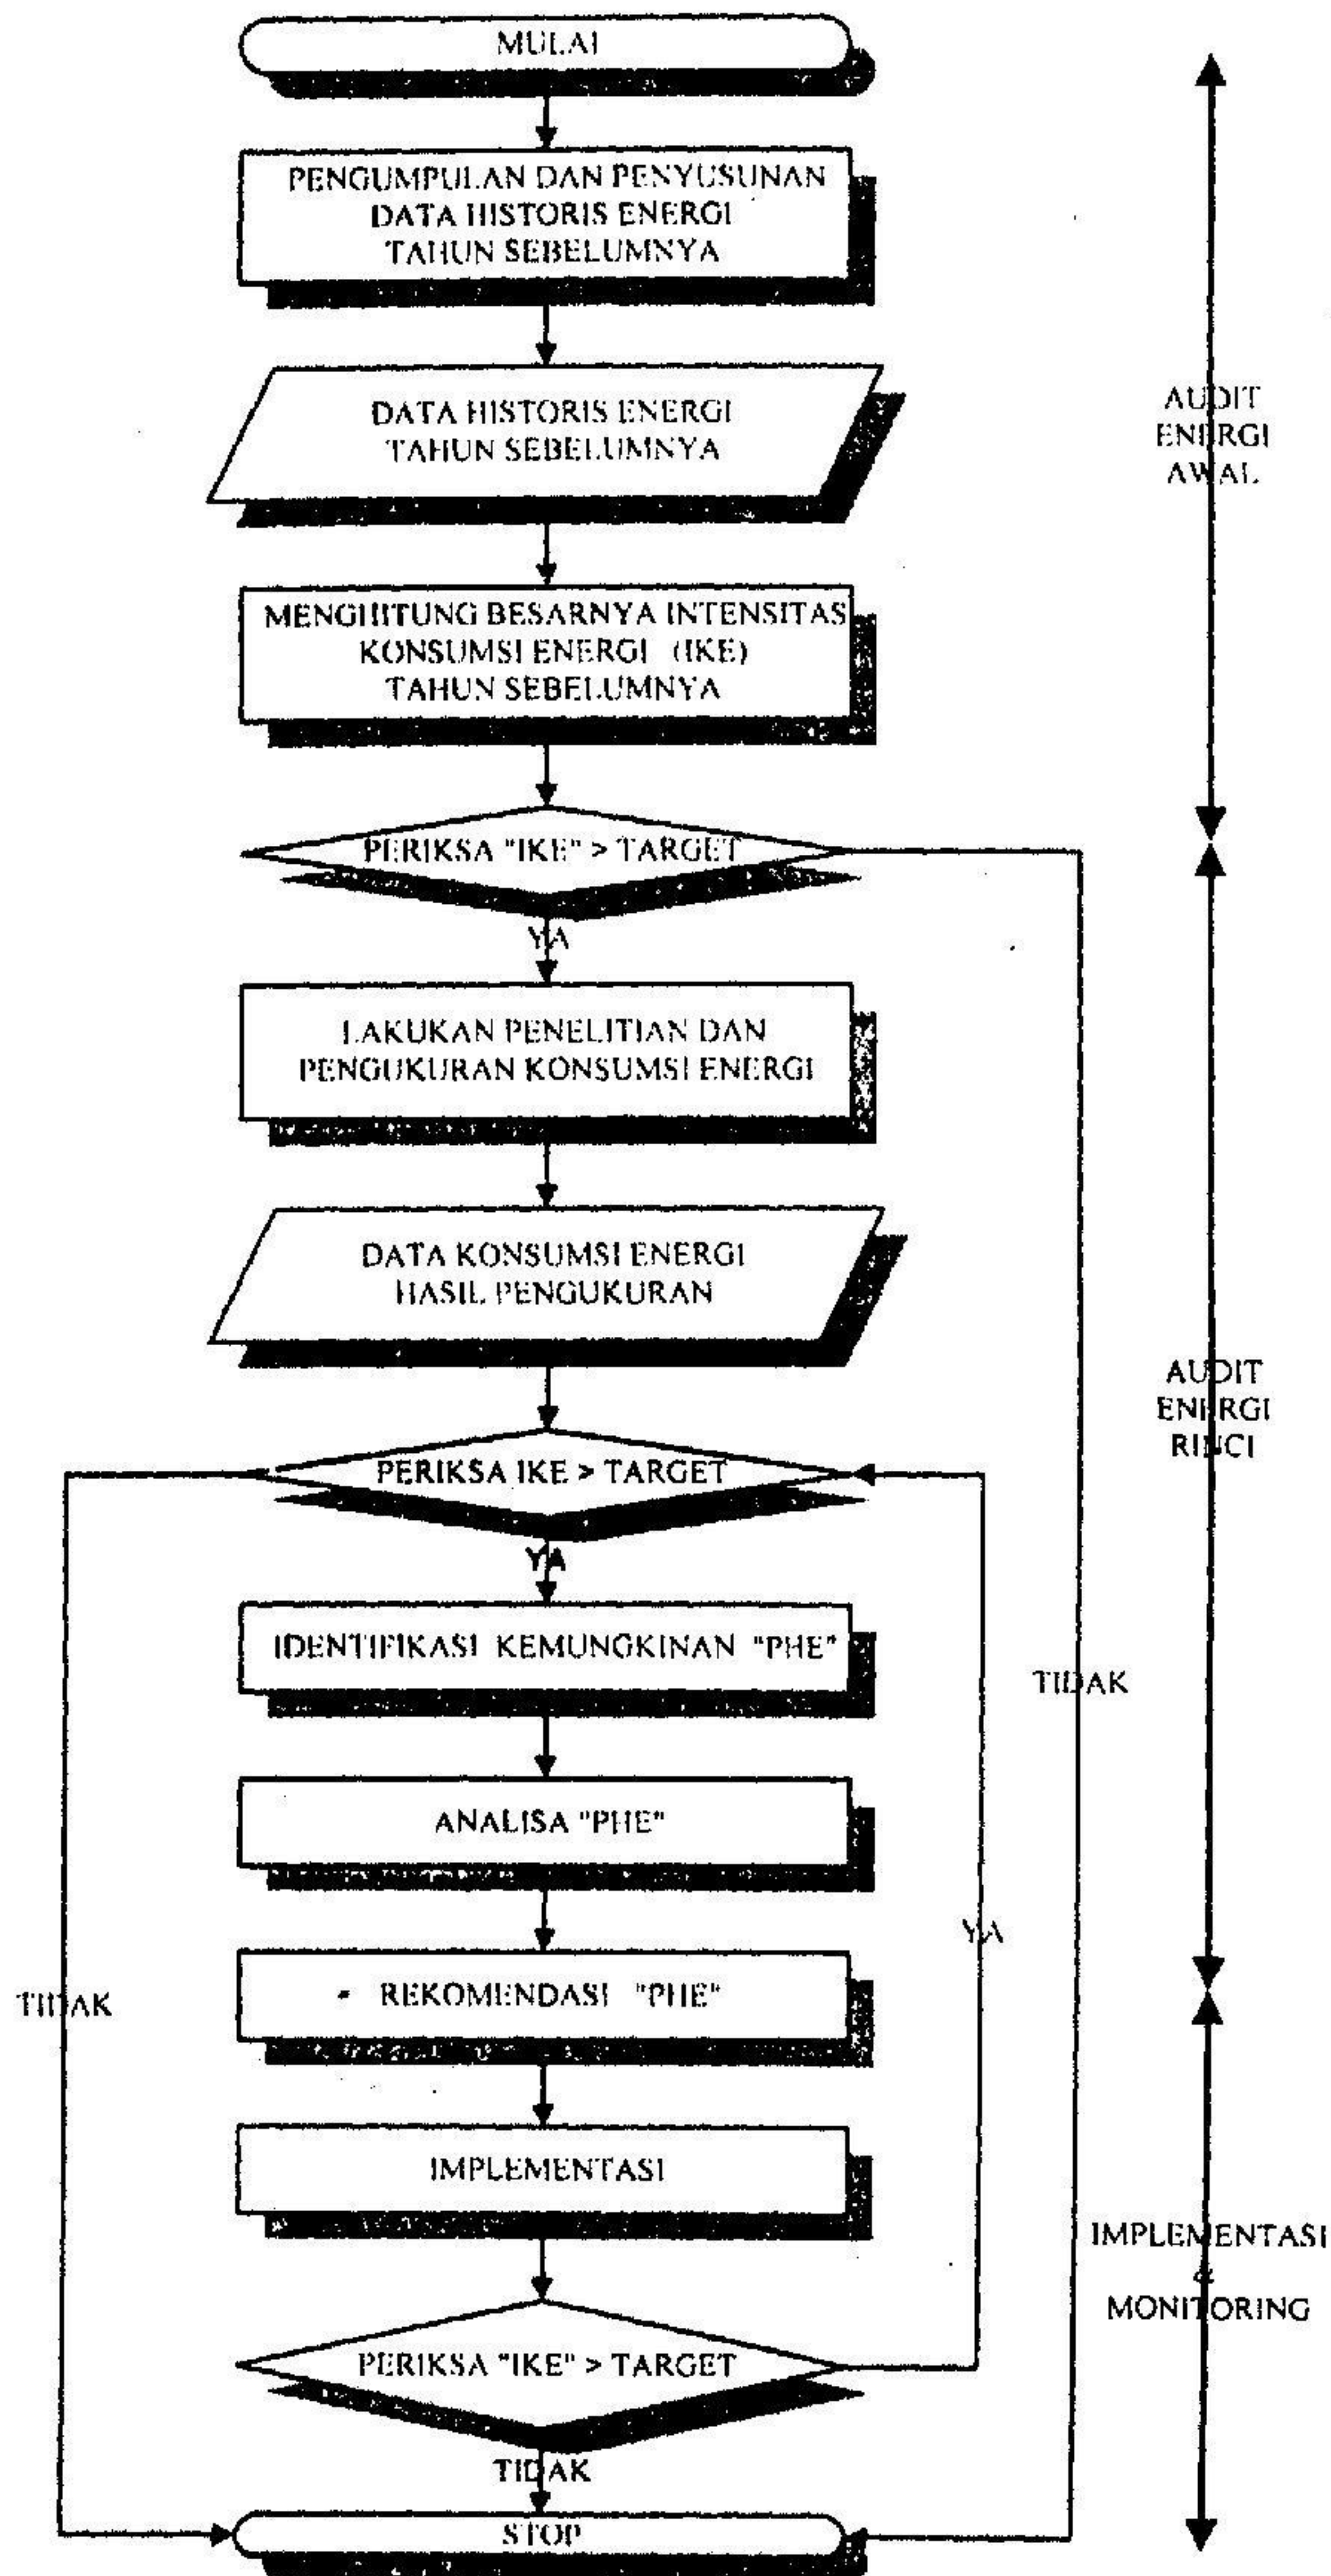 MULAI
PENGUMPULAN DAN PENYUSUNAN
DATA HISTORIS ENERGI
TAHUN SEBELUMNYA
DATA HISTORIS ENERGI
TAHUN SEBELUMNYA
MENGHITUNG BESARNYA INTENSITAS
KONSUMSI ENERGI (IKE)
TAHUN SEBELUMNYA
PERIKSA "IKE" > TARGET
YA
LAKUKAN PENELITIAN DAN
PENGUKURAN KONSUMSI ENERGI
DATA KONSUMSI ENERGI
HASIL PENGUKURAN
PERIKSA IKE > TARGET
YA
IDENTIFIKASI KEMUNGKINAN "PHE"
ANALISA "PHE"
REKOMENDASI "PHE"
IMPLEMENTASI
PERIKSA "IKE" > TARGET
TIDAK
STOP
TIDAK
YA
TIDAK
AUDIT
ENERGI
AWAL
AUDIT
ENERGI
RINCI
IMPLEMENTASI
&
MONITORING